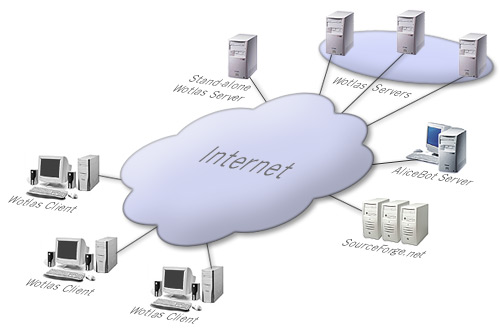 Stand-alone
Wotlas Server
Wotlas Servers
Internet
AliceBot Server
Wotlas Client
SourceForge.net
Wotlas Client
Wotlas Client